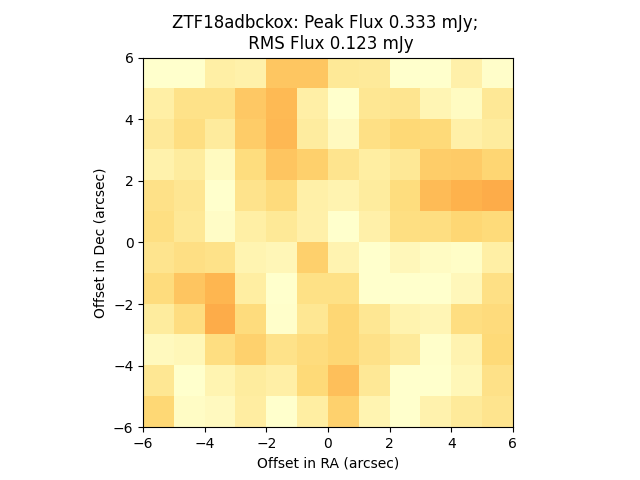 ZTF18adbckox: Peak Flux 0.333 mJy;
RMS Flux 0.123 mJy
6
4
2
0
−2
−4
−6
Offset in Dec (arcsec)
−6 −4 −2 0 2 4 6
Offset in RA (arcsec)